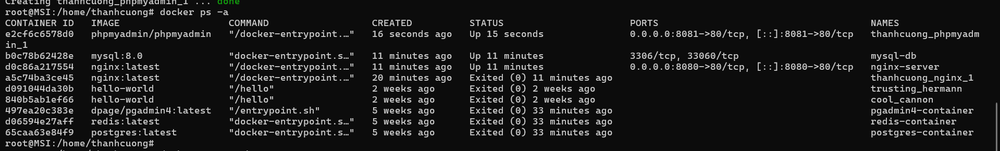 Creating thanhcuong_phpmyadmin_1 ... done
root@MSI:/home/thanhcuong# docker ps -a
CONTAINER ID   IMAGE                   COMMAND                  CREATED          STATUS                      PORTS                                     NAMES
e2cf6c6578d0   phpmyadmin/phpmyadmin   "/docker-entrypoint.…"   16 seconds ago   Up 15 seconds               0.0.0.0:8081->80/tcp, [::]:8081->80/tcp   thanhcuong_phpmyadm
in_1
b0c78b62428e   mysql:8.0               "docker-entrypoint.s…"   11 minutes ago   Up 11 minutes               3306/tcp, 33060/tcp                       mysql-db
d0c86a217554   nginx:latest            "/docker-entrypoint.…"   11 minutes ago   Up 11 minutes               0.0.0.0:8080->80/tcp, [::]:8080->80/tcp   nginx-server
a5c74ba3ce45   nginx:latest            "/docker-entrypoint.…"   20 minutes ago   Exited (0) 11 minutes ago                                             thanhcuong_nginx_1
d091044da30b   hello-world             "/hello"                 2 weeks ago      Exited (0) 2 weeks ago                                                trusting_hermann
840b5ab1ef66   hello-world             "/hello"                 2 weeks ago      Exited (0) 2 weeks ago                                                cool_cannon
497ea20c383e   dpage/pgadmin4:latest   "/entrypoint.sh"         5 weeks ago      Exited (0) 33 minutes ago                                             pgadmin4-container
d06594e27aff   redis:latest            "docker-entrypoint.s…"   5 weeks ago      Exited (0) 33 minutes ago                                             redis-container
65caa63e84f9   postgres:latest         "docker-entrypoint.s…"   5 weeks ago      Exited (0) 33 minutes ago                                             postgres-container
root@MSI:/home/thanhcuong#